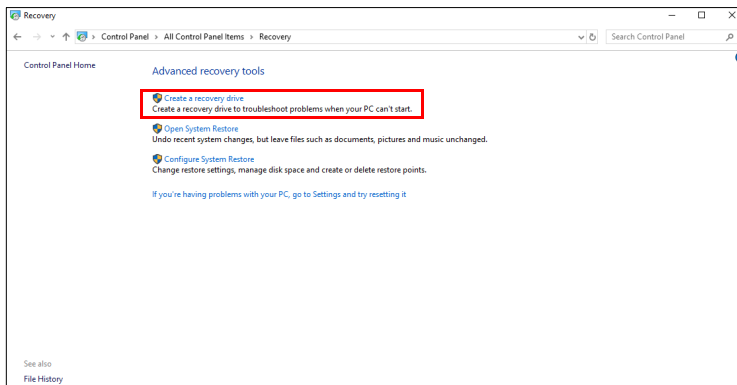 Recovery
Control Panel > All Control Panel Items > Recovery
Search Control Panel
Control Panel Home
Advanced recovery tools
Create a recovery drive
Create a recovery drive to troubleshoot problems when your PC can't start.
Open System Restore
Undo recent system changes, but leave files such as documents, pictures and music unchanged.
Configure System Restore
Change restore settings, manage disk space and create or delete restore points.
If you're having problems with your PC, go to Settings and try resetting it
See also
File History